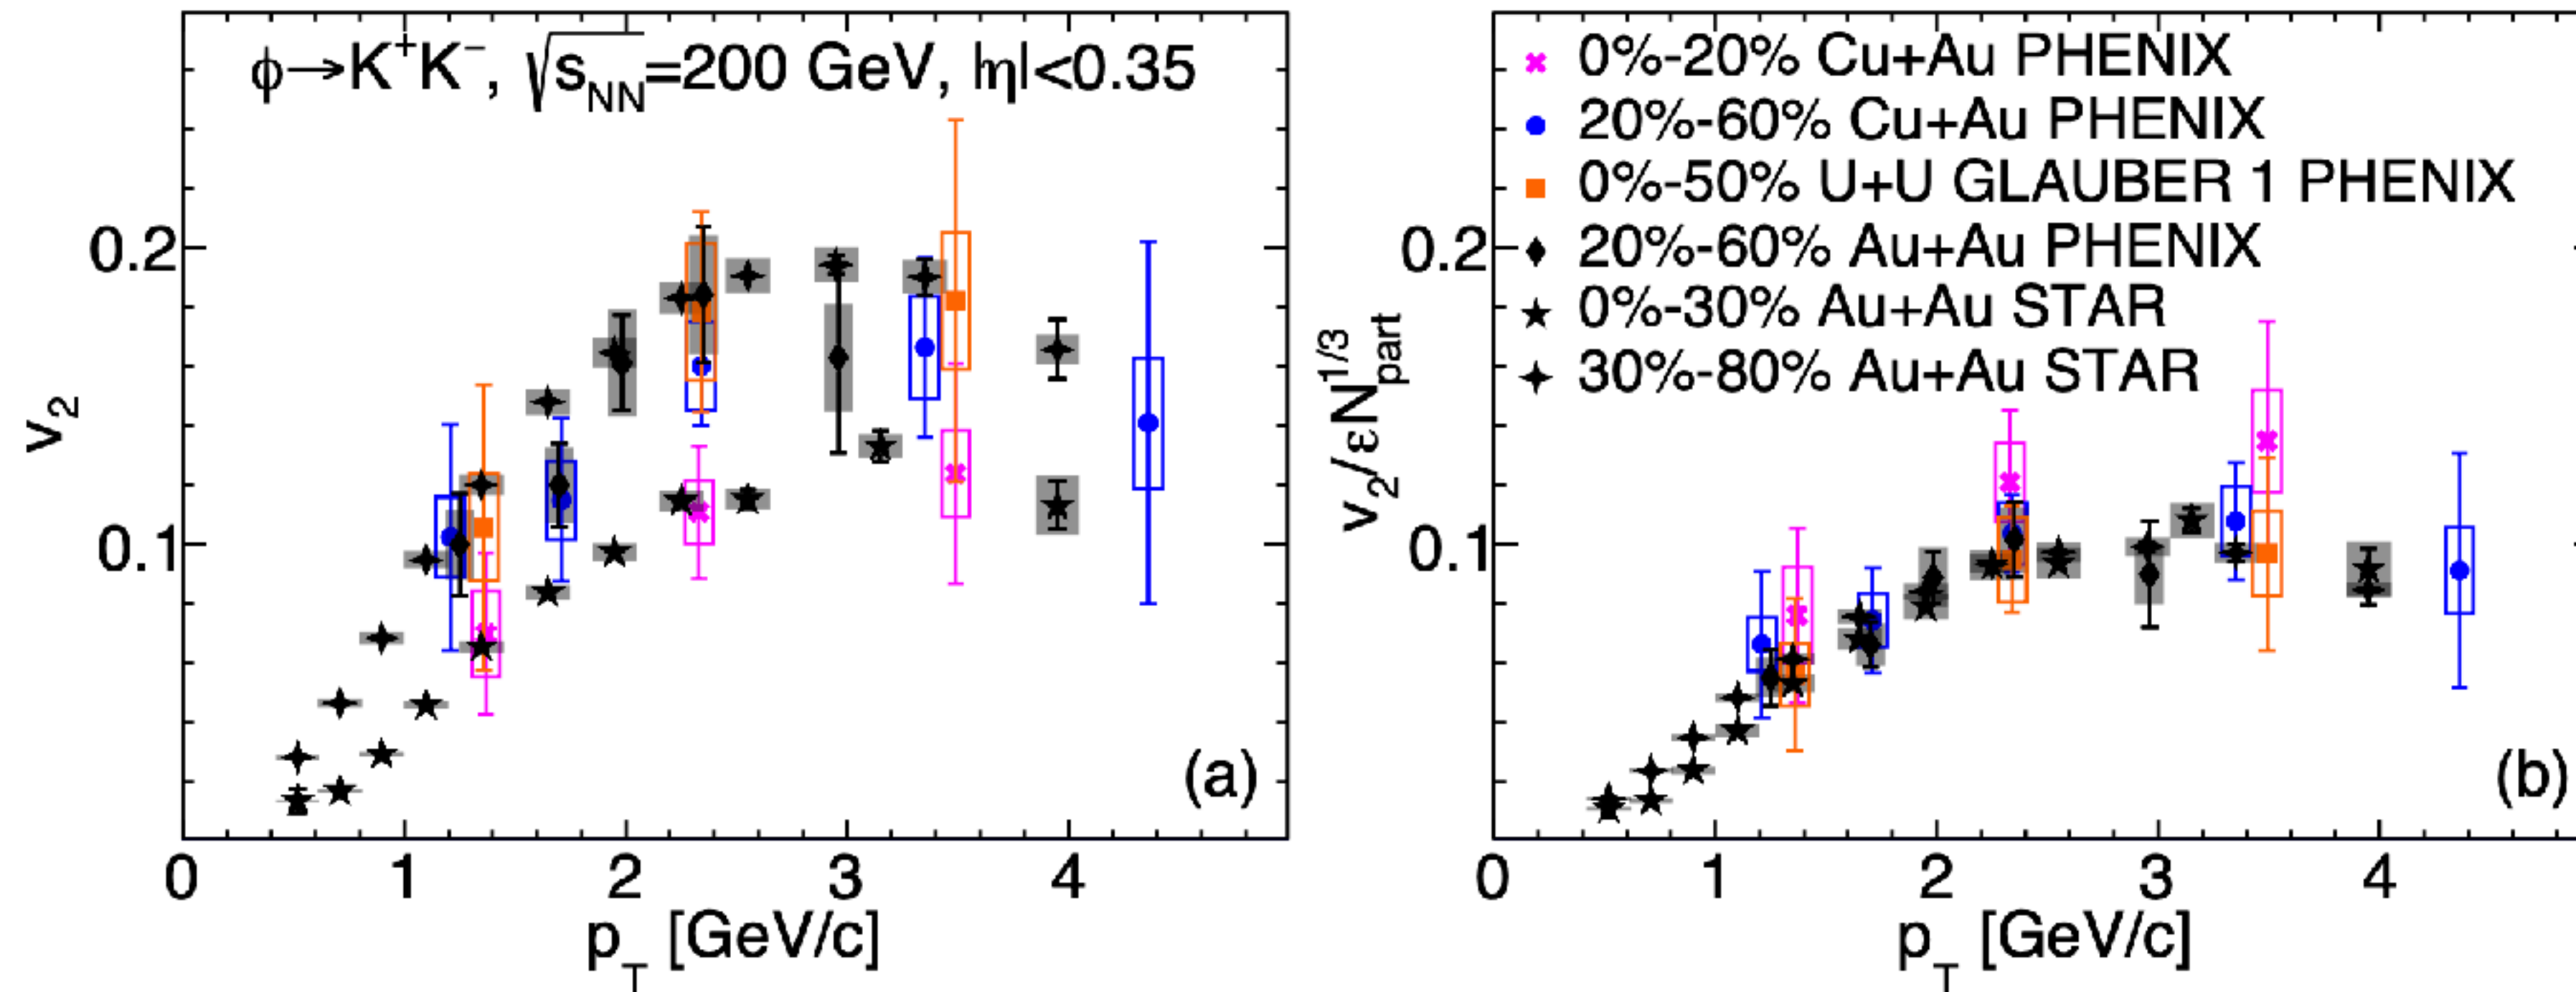 ϕ→K⁺K⁻, √s_NN=200 GeV, |η|<0.35
v₂
0.2
0.1
(a)
0 1 2 3 4
p_T [GeV/c]
0%-20% Cu+Au PHENIX
20%-60% Cu+Au PHENIX
0%-50% U+U GLAUBER 1 PHENIX
20%-60% Au+Au PHENIX
0%-30% Au+Au STAR
30%-80% Au+Au STAR
v₂/εN_part^1/3
0.2
0.1
(b)
0 1 2 3 4
p_T [GeV/c]